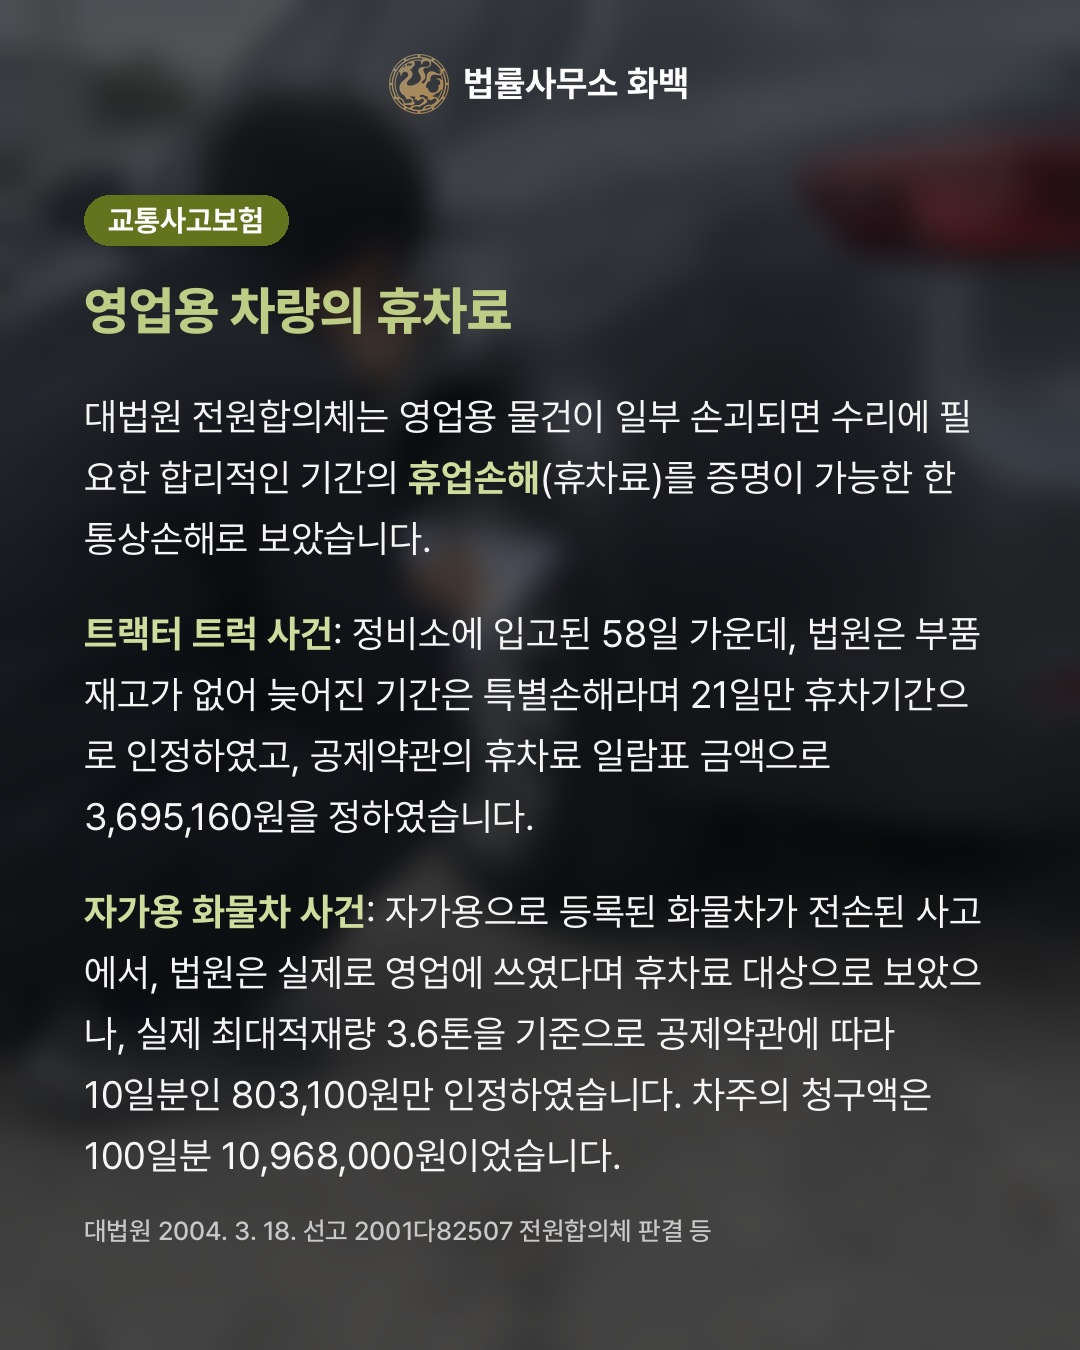 법률사무소 화백
교통사고보험
영업용 차량의 휴차료
대법원 전원합의체는 영업용 물건이 일부 손괴되면 수리에 필
요한 합리적인 기간의 휴업손해(휴차료)를 증명이 가능한 한
통상손해로 보았습니다.
트랙터 트럭 사건: 정비소에 입고된 58일 가운데, 법원은 부품
재고가 없어 늦어진 기간은 특별손해라며 21일만 휴차기간으
로 인정하였고, 공제약관의 휴차료 일람표 금액으로
3,695,160원을 정하였습니다.
자가용 화물차 사건: 자가용으로 등록된 화물차가 전손된 사고
에서, 법원은 실제로 영업에 쓰였다며 휴차료 대상으로 보았으
나, 실제 최대적재량 3.6톤을 기준으로 공제약관에 따라
10일분인 803,100원만 인정하였습니다. 차주의 청구액은
100일분 10,968,000원이었습니다.
대법원 2004. 3. 18. 선고 2001다82507 전원합의체 판결 등